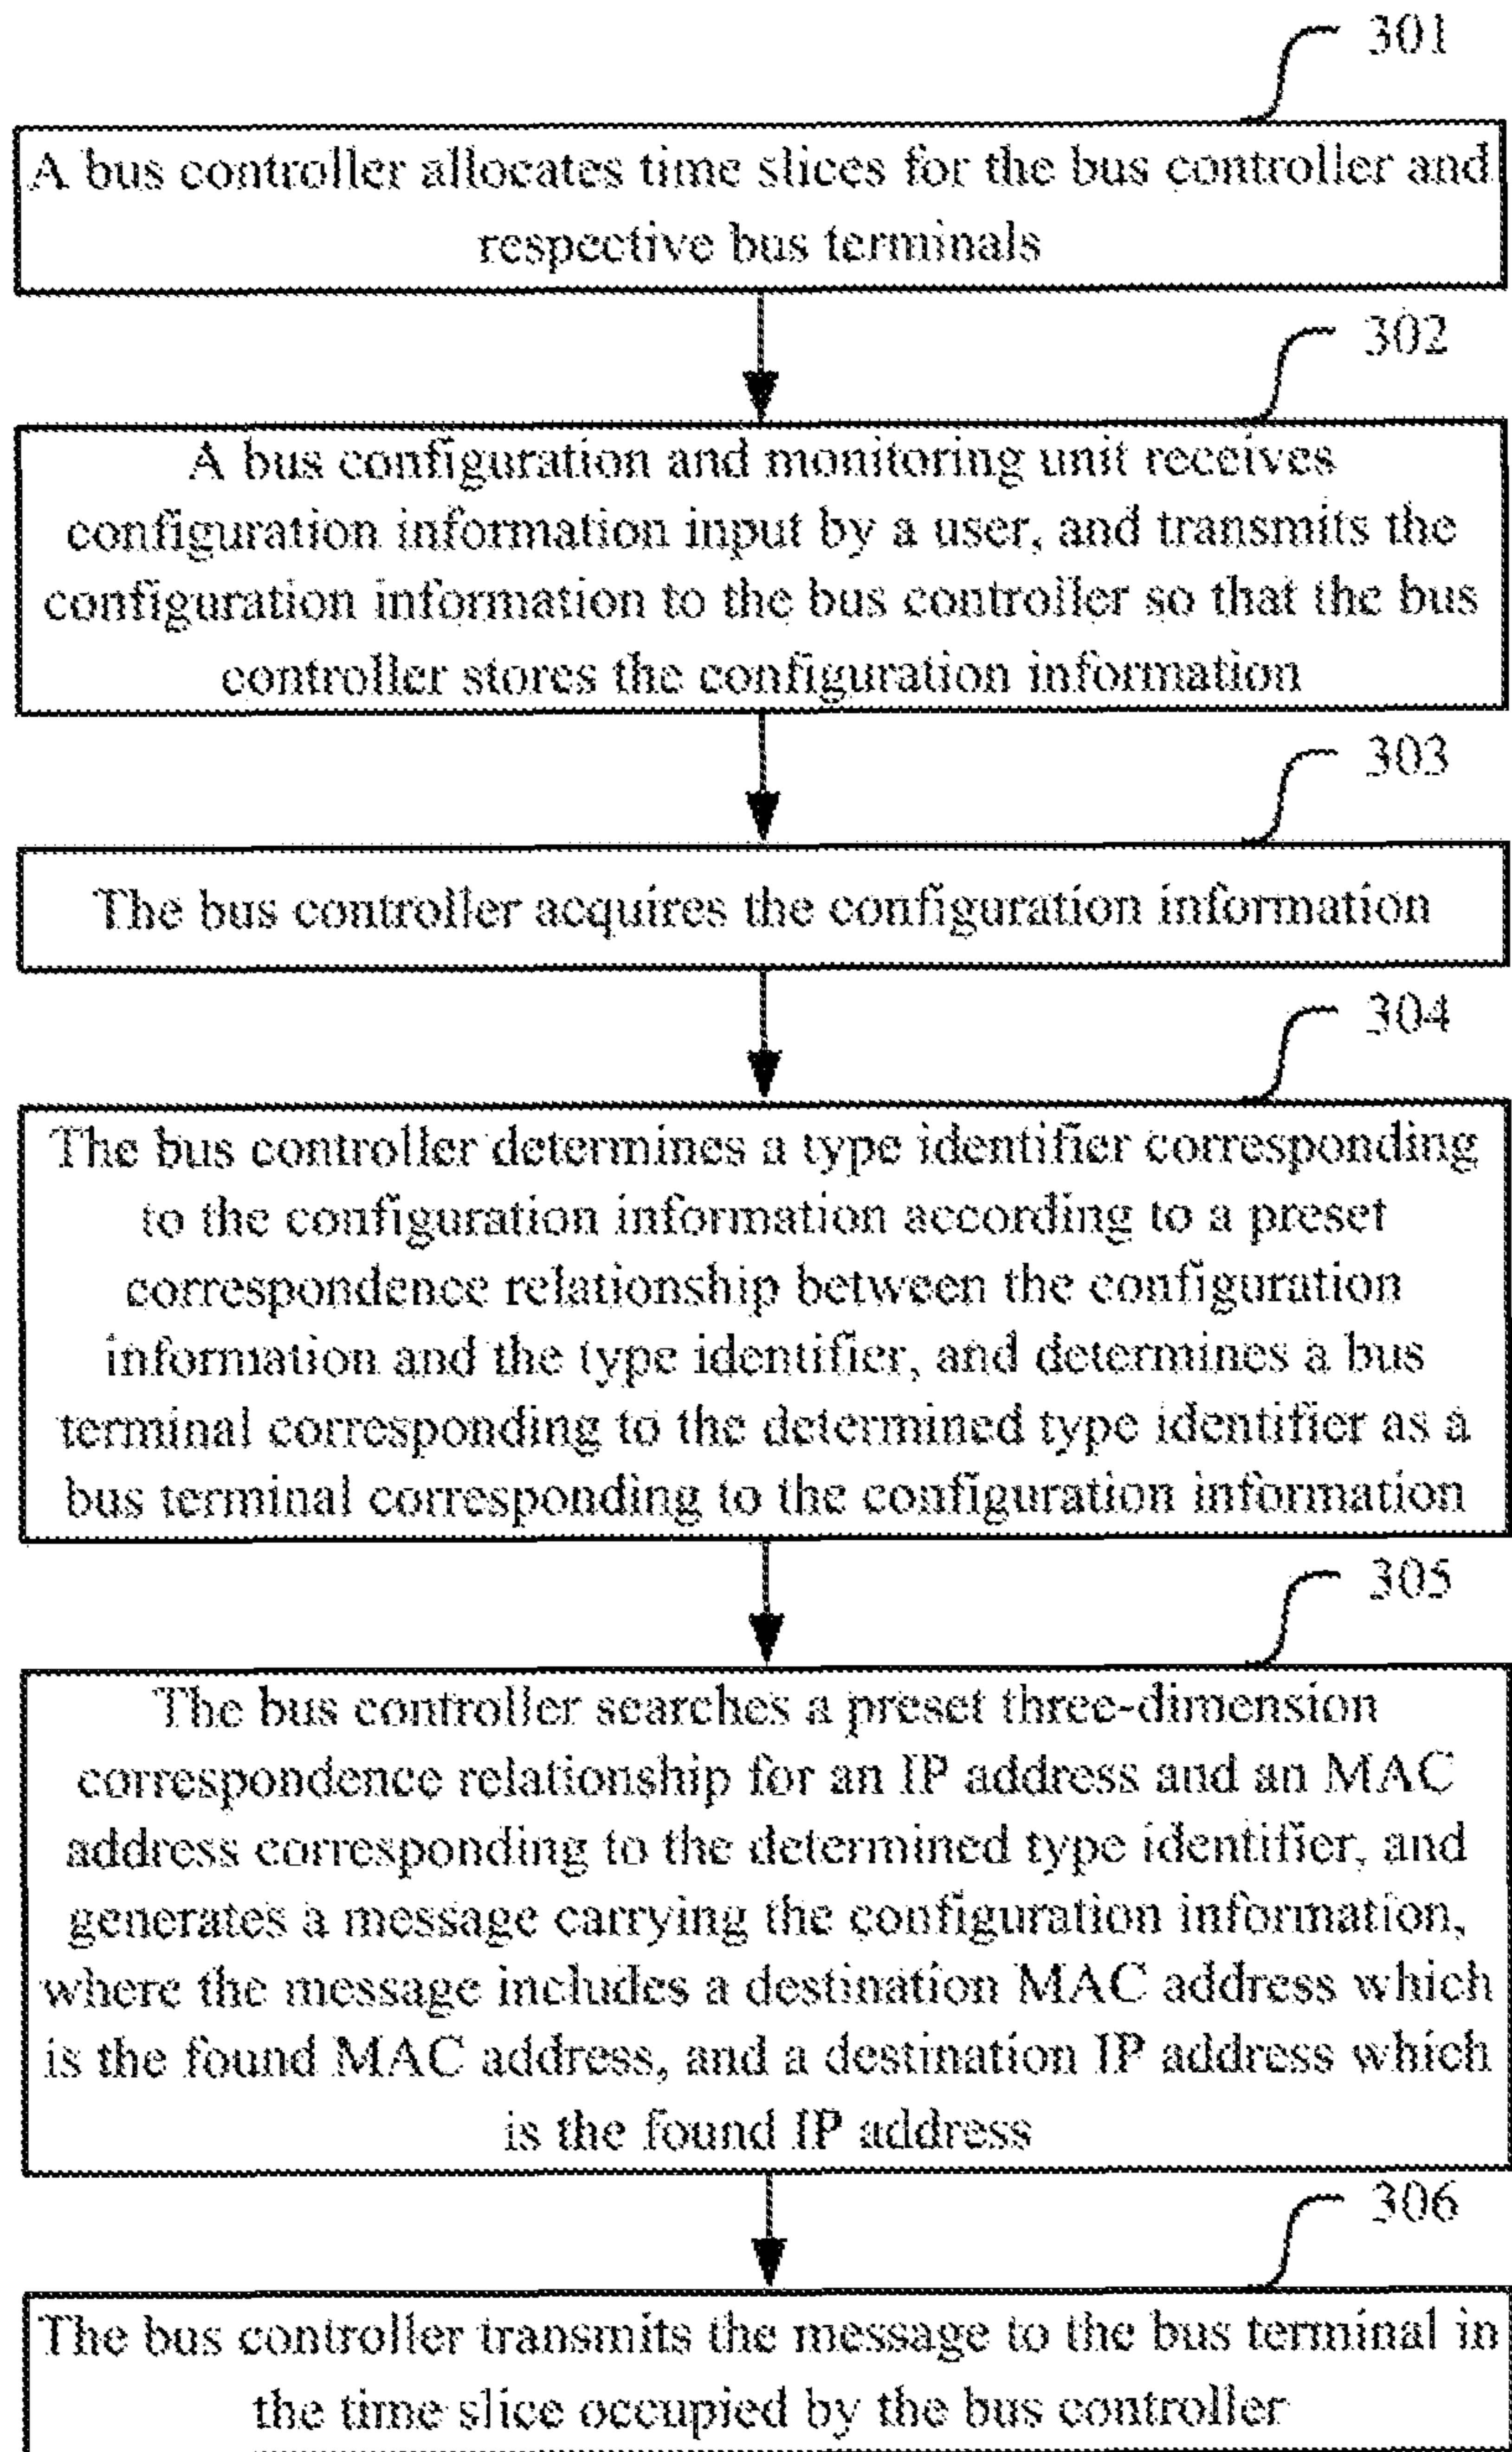 301
A bus controller allocates time slices for the bus controller and
respective bus terminals
302
A bus configuration and monitoring unit receives
configuration information input by a user, and transmits the
configuration information to the bus controller so that the bus
controller stores the configuration information
303
The bus controller acquires the configuration information
304
The bus controller determines a type identifier corresponding
to the configuration information according to a preset
correspondence relationship between the configuration
information and the type identifier, and determines a bus
terminal corresponding to the determined type identifier as a
bus terminal corresponding to the configuration information
305
The bus controller searches a preset three-dimension
correspondence relationship for an IP address and an MAC
address corresponding to the determined type identifier, and
generates a message carrying the configuration information,
where the message includes a destination MAC address which
is the found MAC address, and a destination IP address which
is the found IP address
306
The bus controller transmits the message to the bus terminal in
the time slice occupied by the bus controller